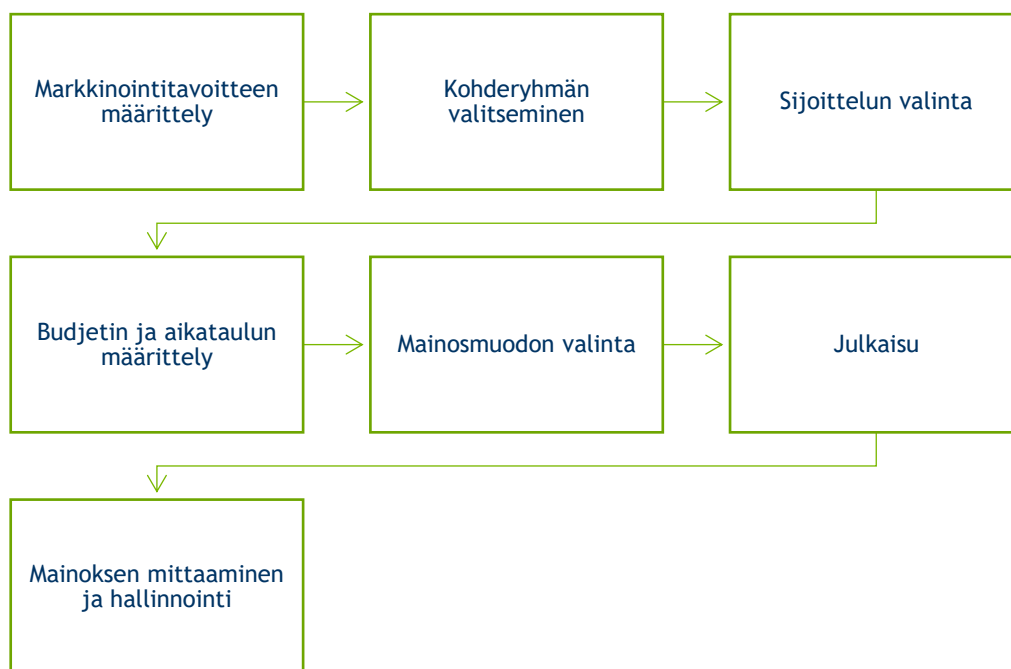 Markkinointitavoitteen
määrittely
Kohderyhmän
valitseminen
Sijoittelun valinta
Budjetin ja aikataulun
määrittely
Mainosmuodon valinta
Julkaisu
Mainoksen mittaaminen
ja hallinnointi